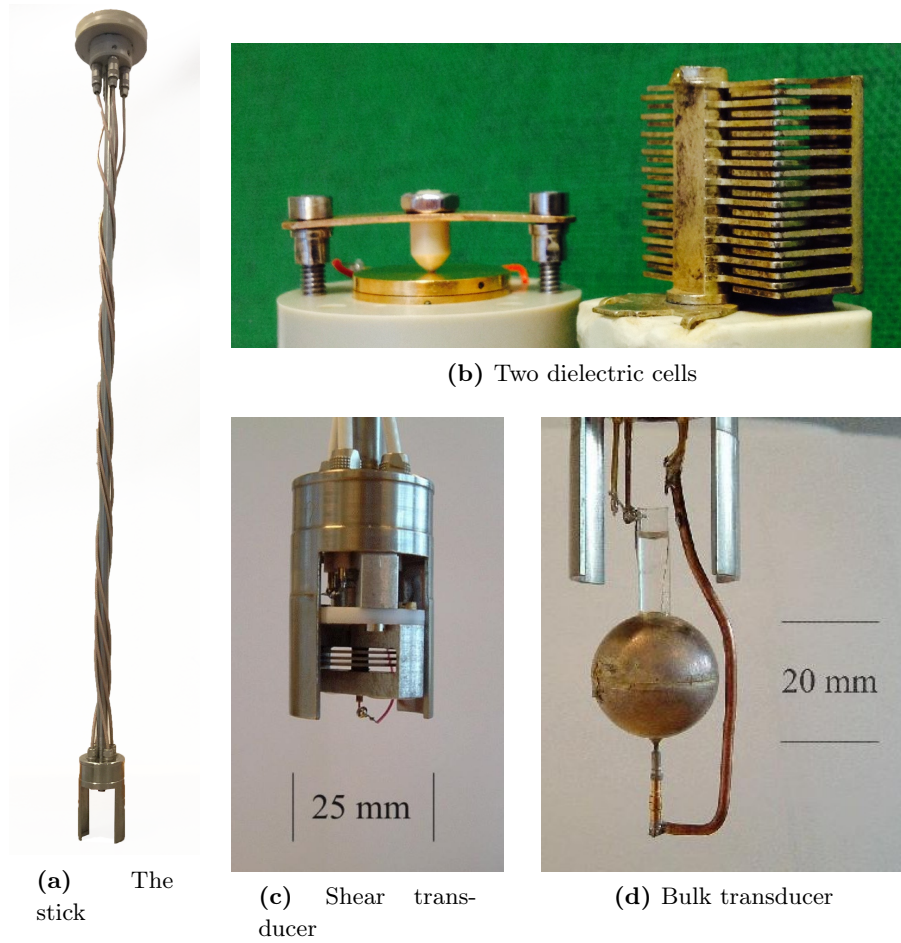 (b) Two dielectric cells
20 mm
25 mm
(a) The
stick
(c) Shear trans-
ducer
(d) Bulk transducer